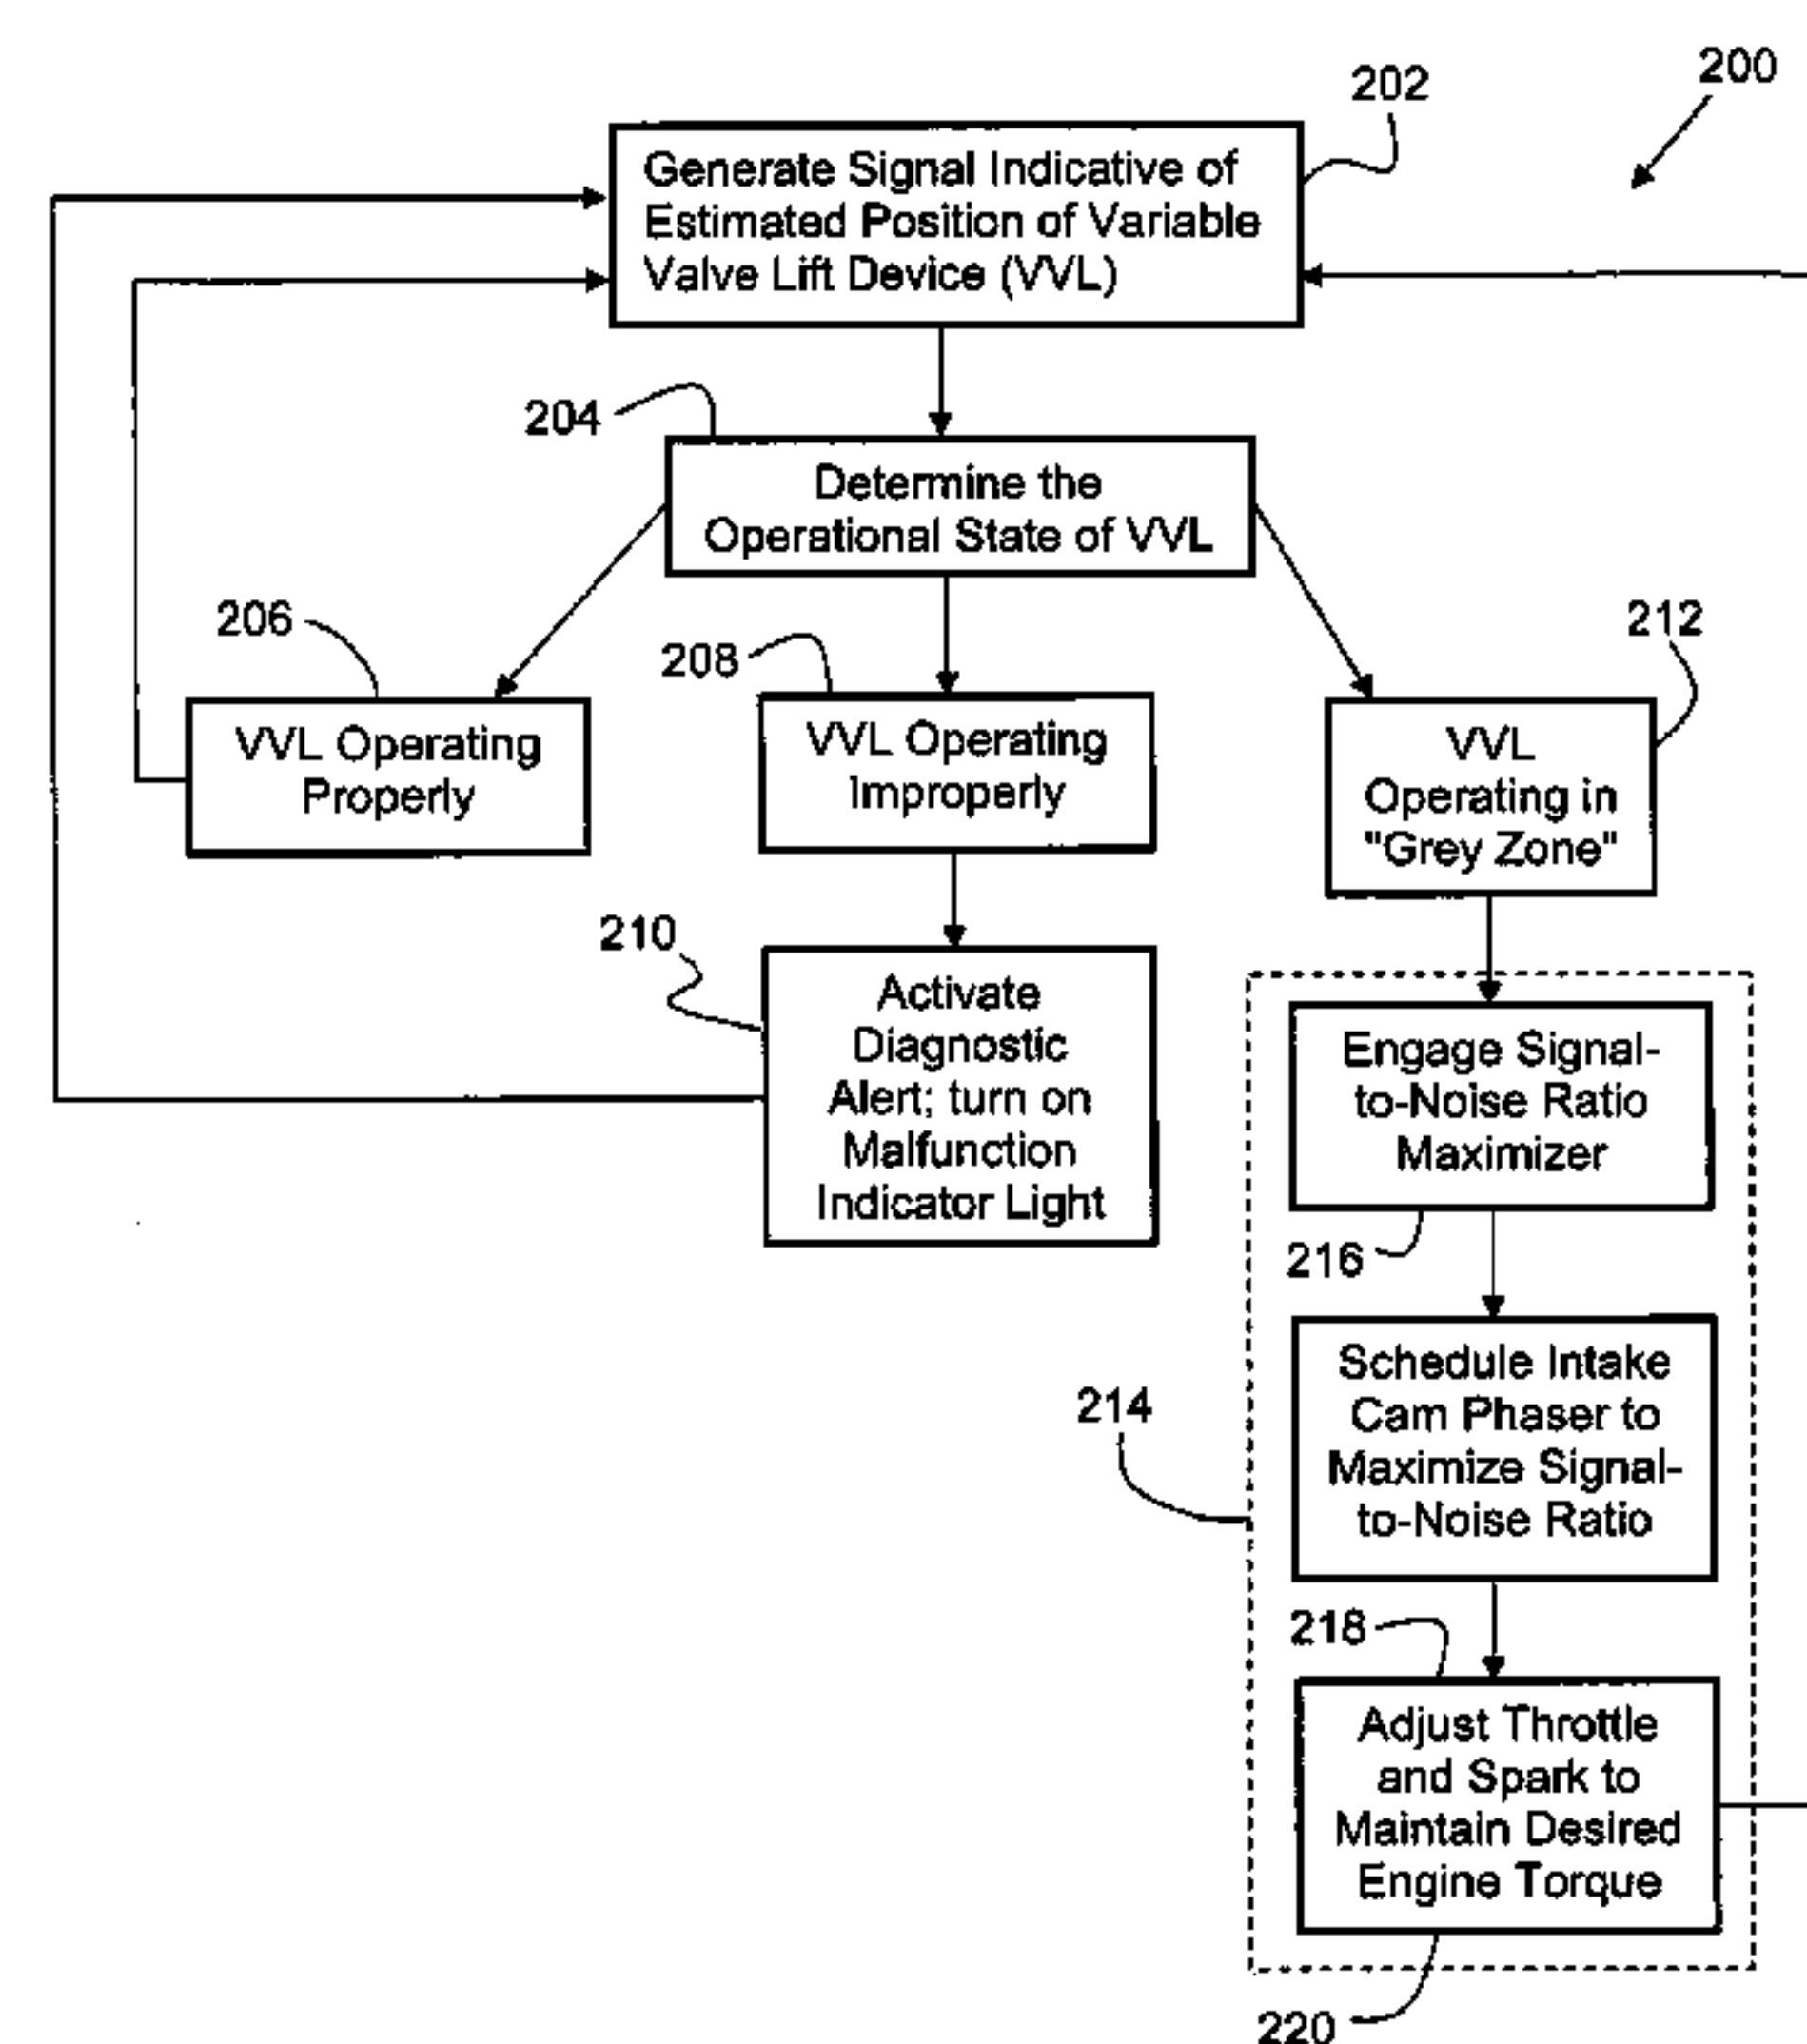 200
202
Generate Signal Indicative of
Estimated Position of Variable
Valve Lift Device (VVL)
204
Determine the
Operational State of VVL
206
VVL Operating
Properly
208
VVL Operating
Improperly
212
VVL
Operating in
"Grey Zone"
210
Activate
Diagnostic
Alert; turn on
Malfunction
Indicator Light
Engage Signal-
to-Noise Ratio
Maximizer
216
214
Schedule Intake
Cam Phaser to
Maximize Signal-
to-Noise Ratio
218
Adjust Throttle
and Spark to
Maintain Desired
Engine Torque
220